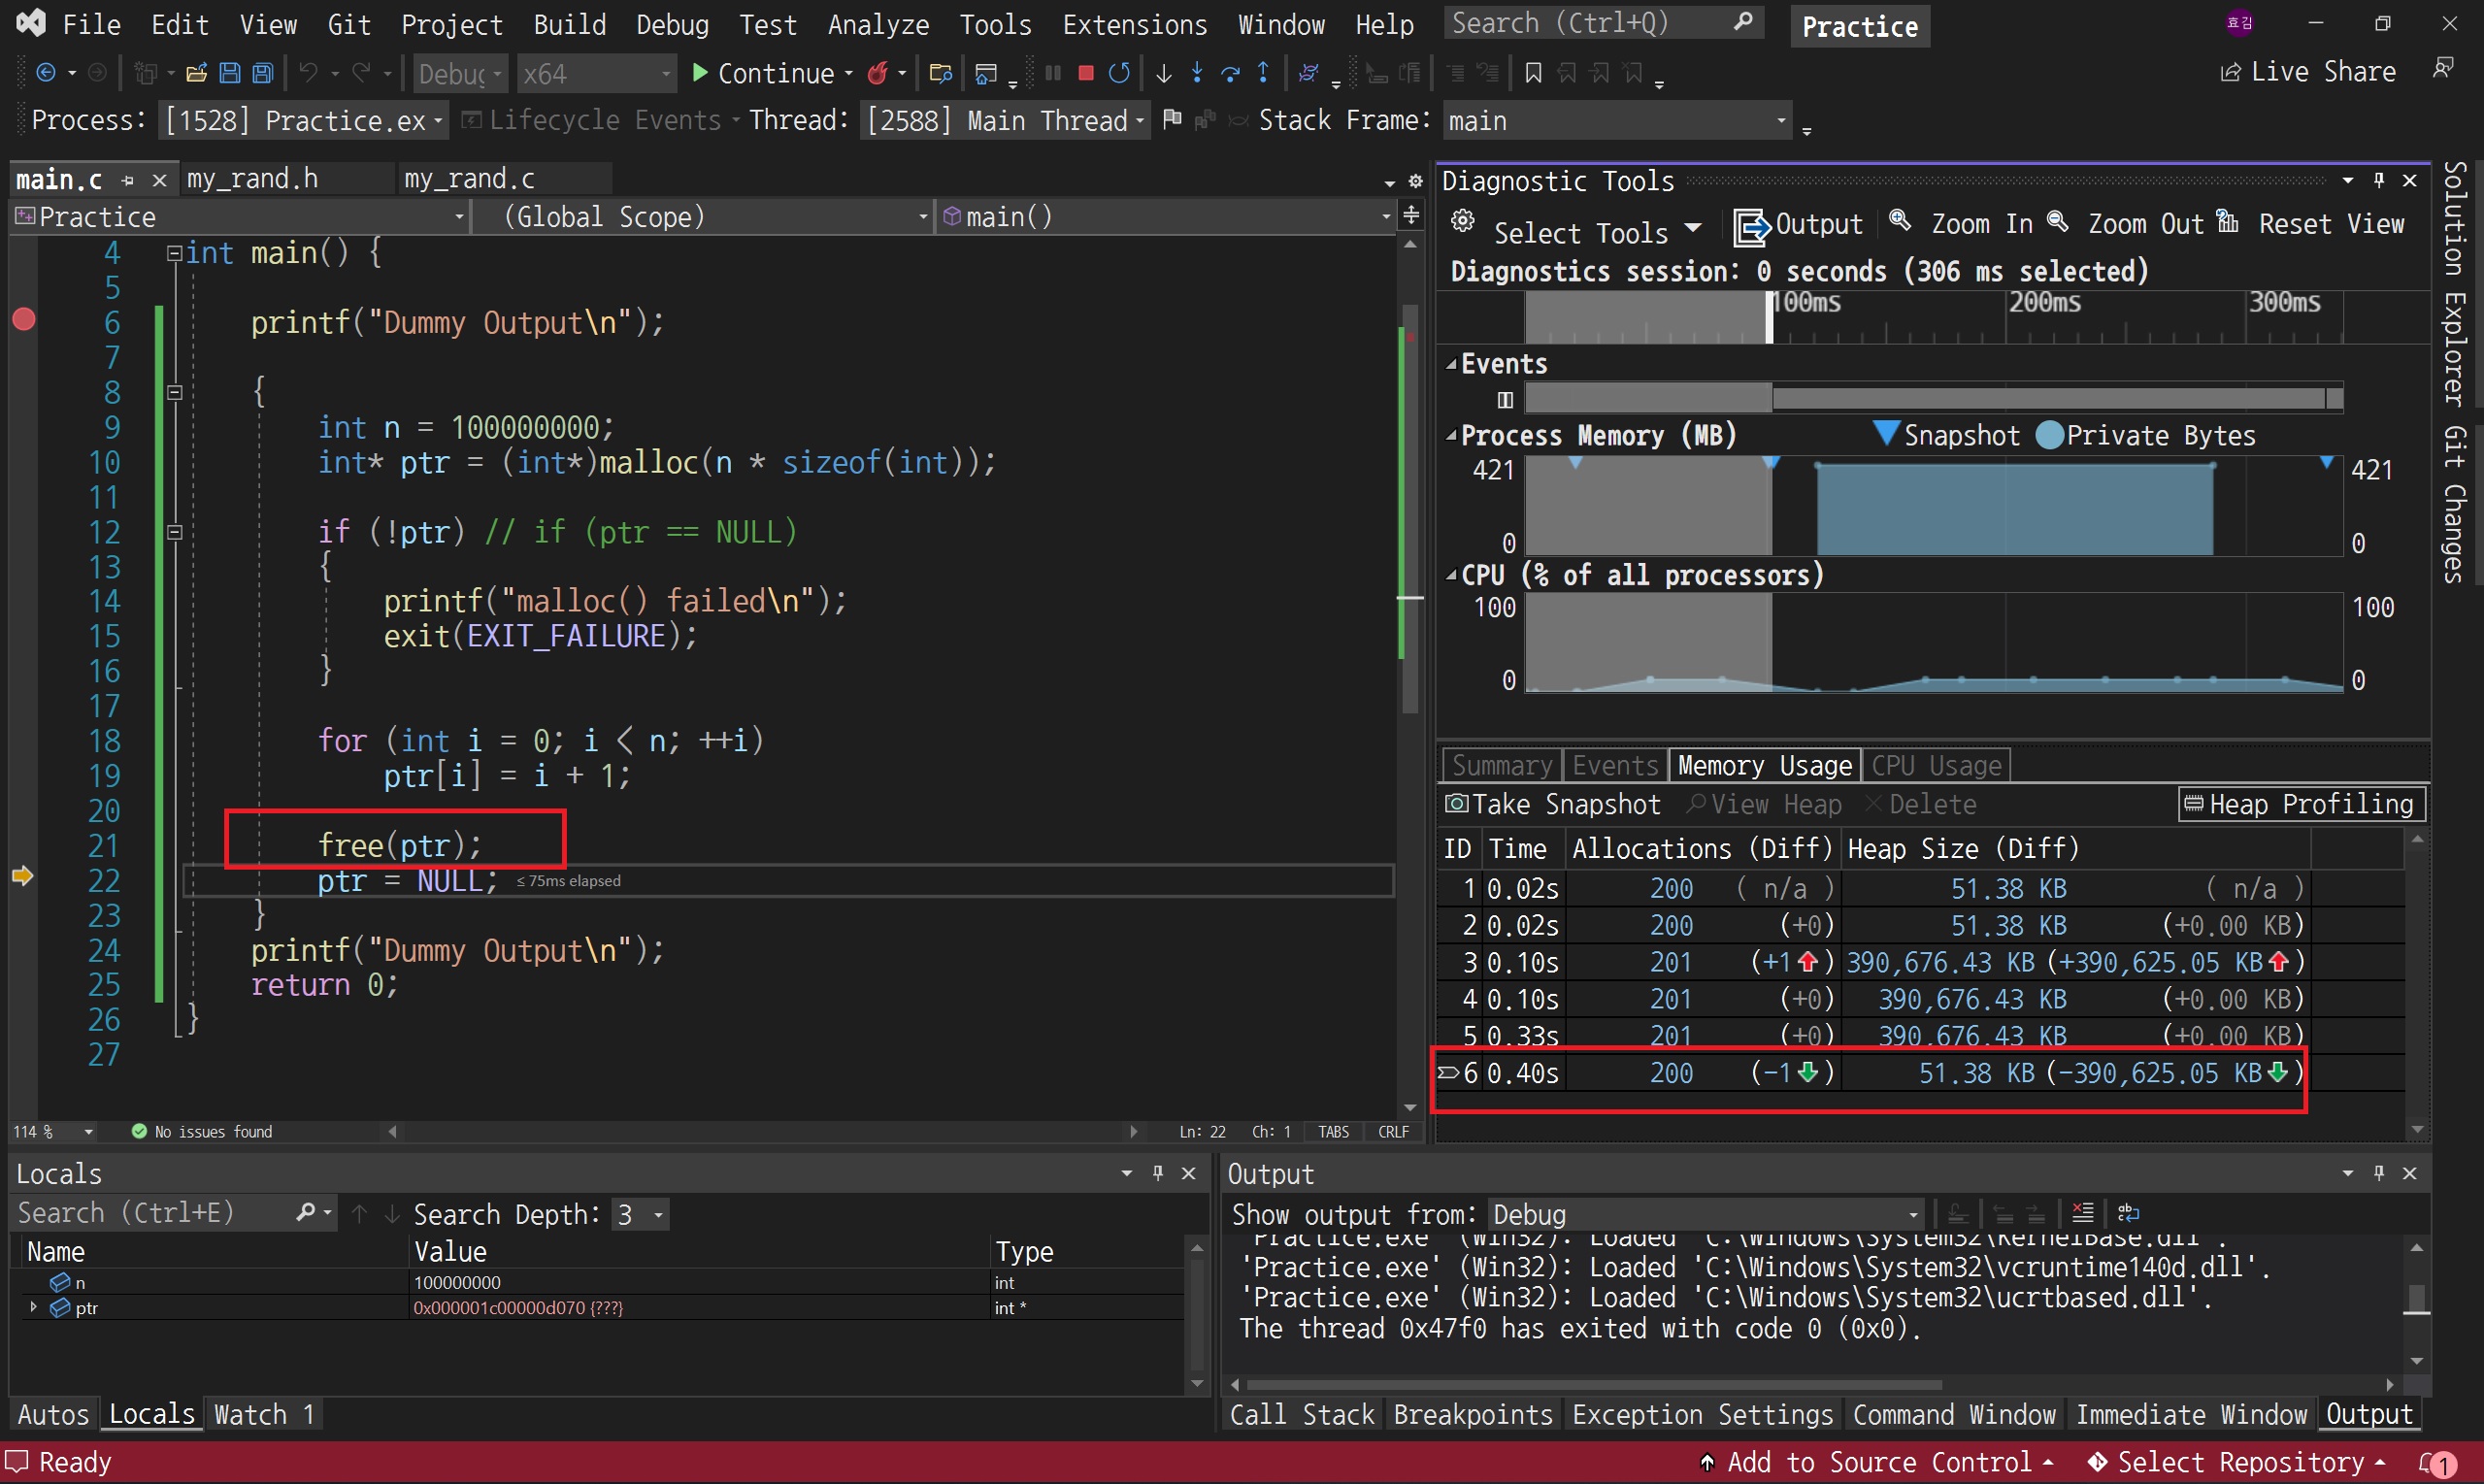 File Edit View Git Project Build Debug Test Analyze Tools Extensions Window Help Search (Ctrl+Q) Practice 효김
Debug x64 Continue Live Share
Process: [1528] Practice.ex Lifecycle Events Thread: [2588] Main Thread Stack Frame: main
main.c my_rand.h my_rand.c
Practice (Global Scope) main()
4 int main() {
5
6 printf("Dummy Output\n");
7
8 {
9 int n = 100000000;
10 int* ptr = (int*)malloc(n * sizeof(int));
11
12 if (!ptr) // if (ptr == NULL)
13 {
14 printf("malloc() failed\n");
15 exit(EXIT_FAILURE);
16 }
17
18 for (int i = 0; i < n; ++i)
19 ptr[i] = i + 1;
20
21 free(ptr);
22 ptr = NULL; ≤ 75ms elapsed
23 }
24 printf("Dummy Output\n");
25 return 0;
26 }
27
114 % No issues found Ln: 22 Ch: 1 TABS CRLF
Diagnostic Tools
Select Tools Output Zoom In Zoom Out Reset View
Diagnostics session: 0 seconds (306 ms selected)
100ms 200ms 300ms
Events
Process Memory (MB) Snapshot Private Bytes
421 421
0 0
CPU (% of all processors)
100 100
0 0
Summary Events Memory Usage CPU Usage
Take Snapshot View Heap Delete Heap Profiling
ID Time Allocations (Diff) Heap Size (Diff)
1 0.02s 200 ( n/a ) 51.38 KB ( n/a )
2 0.02s 200 (+0) 51.38 KB (+0.00 KB)
3 0.10s 201 (+1) 390,676.43 KB (+390,625.05 KB)
4 0.10s 201 (+0) 390,676.43 KB (+0.00 KB)
5 0.33s 201 (+0) 390,676.43 KB (+0.00 KB)
6 0.40s 200 (-1) 51.38 KB (-390,625.05 KB)
Solution Explorer
Git Changes
Locals
Search (Ctrl+E) Search Depth: 3
Name Value Type
n 100000000 int
ptr 0x000001c00000d070 {???} int *
Autos Locals Watch 1
Output
Show output from: Debug
'Practice.exe' (Win32): Loaded 'C:\Windows\System32\KernelBase.dll'.
'Practice.exe' (Win32): Loaded 'C:\Windows\System32\vcruntime140d.dll'.
'Practice.exe' (Win32): Loaded 'C:\Windows\System32\ucrtbased.dll'.
The thread 0x47f0 has exited with code 0 (0x0).
Call Stack Breakpoints Exception Settings Command Window Immediate Window Output
Ready Add to Source Control Select Repository 1